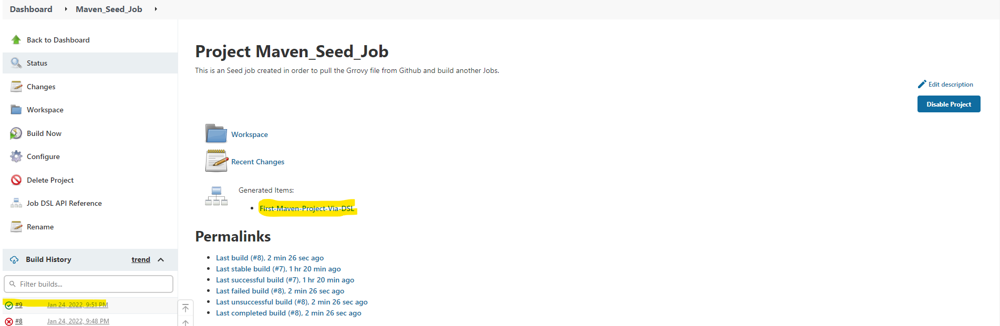 Dashboard Maven_Seed_Job
Back to Dashboard
Status
Changes
Workspace
Build Now
Configure
Delete Project
Job DSL API Reference
Rename
Build History trend
Filter builds...
#9 Jan 24, 2022, 9:51 PM
#8 Jan 24, 2022, 9:48 PM
Project Maven_Seed_Job
This is an Seed job created in order to pull the Grrovy file from Github and build another Jobs.
Edit description
Disable Project
Workspace
Recent Changes
Generated Items:
First-Maven-Project-Via-DSL
Permalinks
Last build (#8), 2 min 26 sec ago
Last stable build (#7), 1 hr 20 min ago
Last successful build (#7), 1 hr 20 min ago
Last failed build (#8), 2 min 26 sec ago
Last unsuccessful build (#8), 2 min 26 sec ago
Last completed build (#8), 2 min 26 sec ago